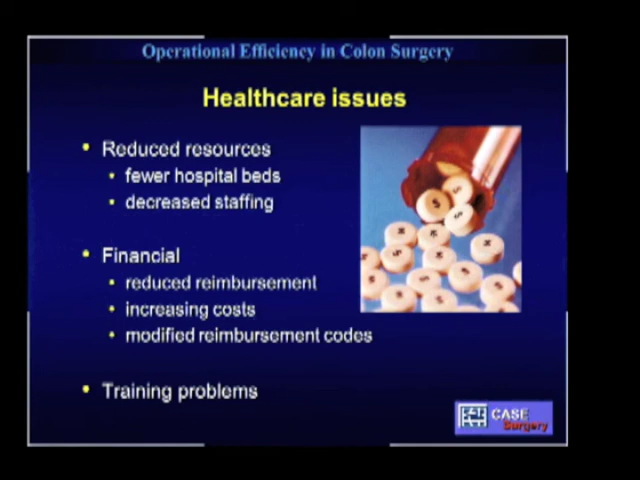 Operational Efficiency in Colon Surgery
Healthcare issues
• Reduced resources
• fewer hospital beds
• decreased staffing
• Financial
• reduced reimbursement
• increasing costs
• modified reimbursement codes
• Training problems
CASE
Surgery